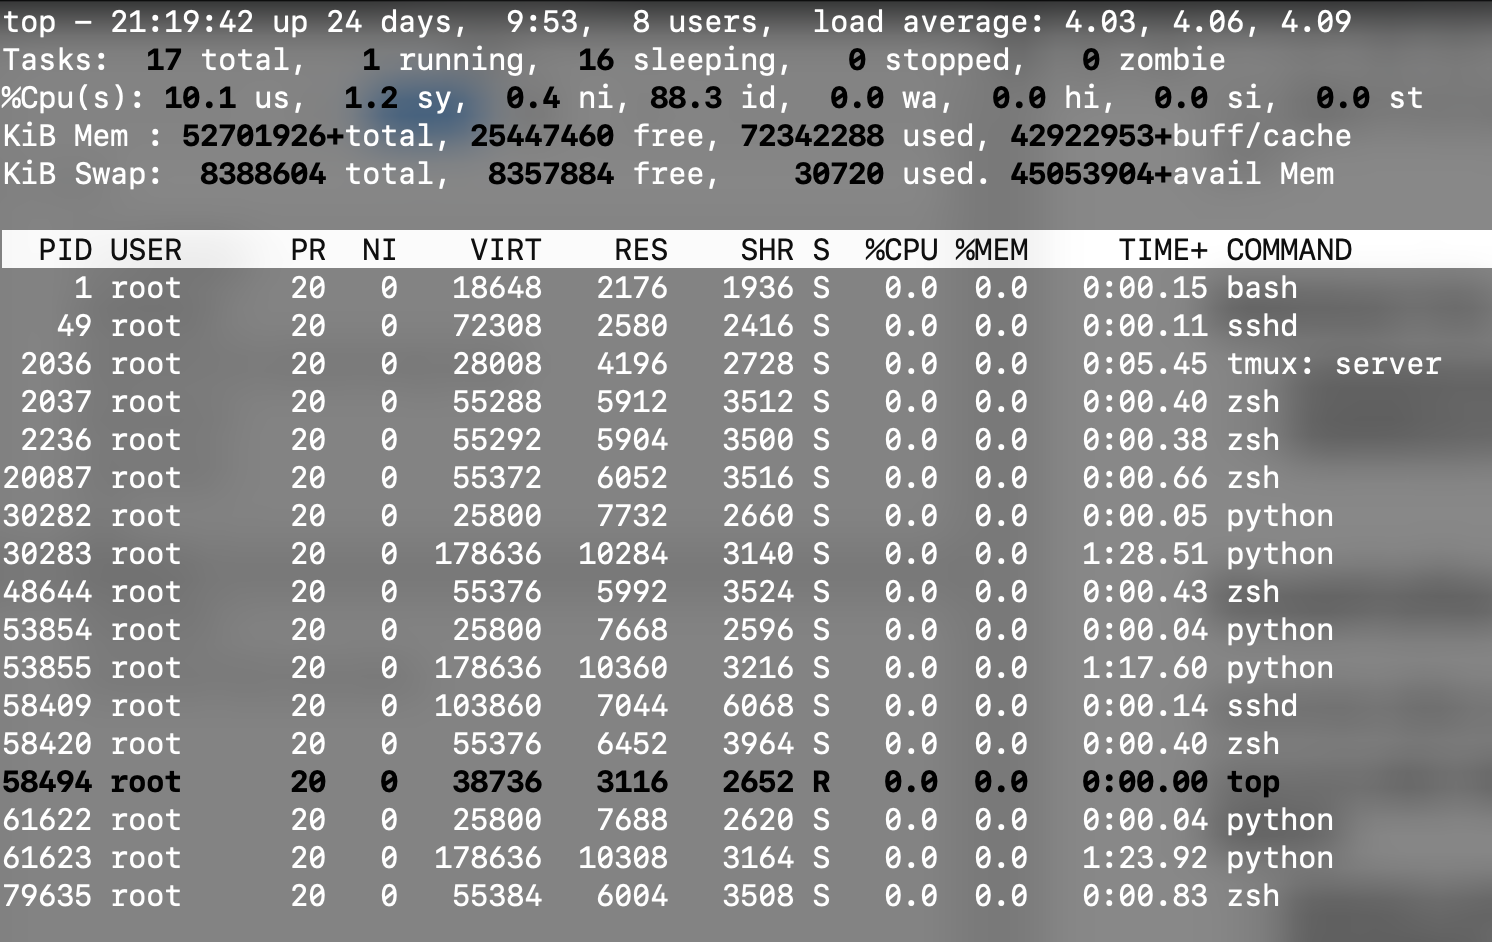 top - 21:19:42 up 24 days,  9:53,  8 users,  load average: 4.03, 4.06, 4.09
Tasks:  17 total,   1 running,  16 sleeping,   0 stopped,   0 zombie
%Cpu(s): 10.1 us,  1.2 sy,  0.4 ni, 88.3 id,  0.0 wa,  0.0 hi,  0.0 si,  0.0 st
KiB Mem : 52701926+total, 25447460 free, 72342288 used, 42922953+buff/cache
KiB Swap:  8388604 total,  8357884 free,    30720 used. 45053904+avail Mem
  PID USER      PR  NI    VIRT    RES    SHR S  %CPU %MEM     TIME+ COMMAND
    1 root      20   0   18648   2176   1936 S   0.0  0.0   0:00.15 bash
   49 root      20   0   72308   2580   2416 S   0.0  0.0   0:00.11 sshd
 2036 root      20   0   28008   4196   2728 S   0.0  0.0   0:05.45 tmux: server
 2037 root      20   0   55288   5912   3512 S   0.0  0.0   0:00.40 zsh
 2236 root      20   0   55292   5904   3500 S   0.0  0.0   0:00.38 zsh
20087 root      20   0   55372   6052   3516 S   0.0  0.0   0:00.66 zsh
30282 root      20   0   25800   7732   2660 S   0.0  0.0   0:00.05 python
30283 root      20   0  178636  10284   3140 S   0.0  0.0   1:28.51 python
48644 root      20   0   55376   5992   3524 S   0.0  0.0   0:00.43 zsh
53854 root      20   0   25800   7668   2596 S   0.0  0.0   0:00.04 python
53855 root      20   0  178636  10360   3216 S   0.0  0.0   1:17.60 python
58409 root      20   0  103860   7044   6068 S   0.0  0.0   0:00.14 sshd
58420 root      20   0   55376   6452   3964 S   0.0  0.0   0:00.40 zsh
58494 root      20   0   38736   3116   2652 R   0.0  0.0   0:00.00 top
61622 root      20   0   25800   7688   2620 S   0.0  0.0   0:00.04 python
61623 root      20   0  178636  10308   3164 S   0.0  0.0   1:23.92 python
79635 root      20   0   55384   6004   3508 S   0.0  0.0   0:00.83 zsh